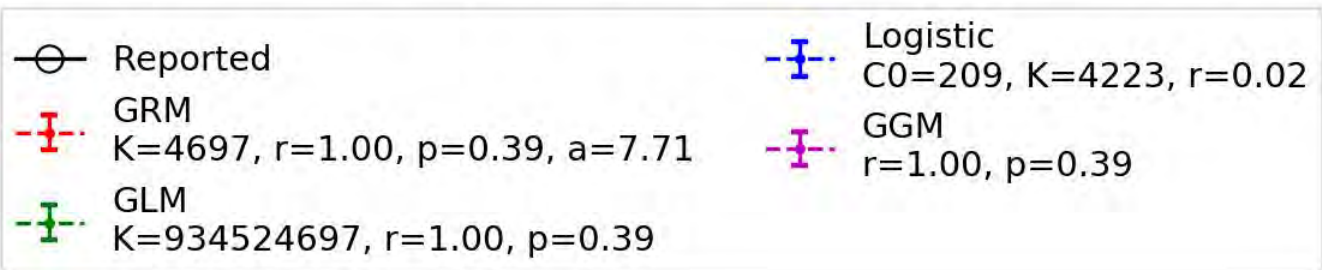 Reported
GRM
K=4697, r=1.00, p=0.39, a=7.71
GLM
K=934524697, r=1.00, p=0.39
Logistic
C0=209, K=4223, r=0.02
GGM
r=1.00, p=0.39